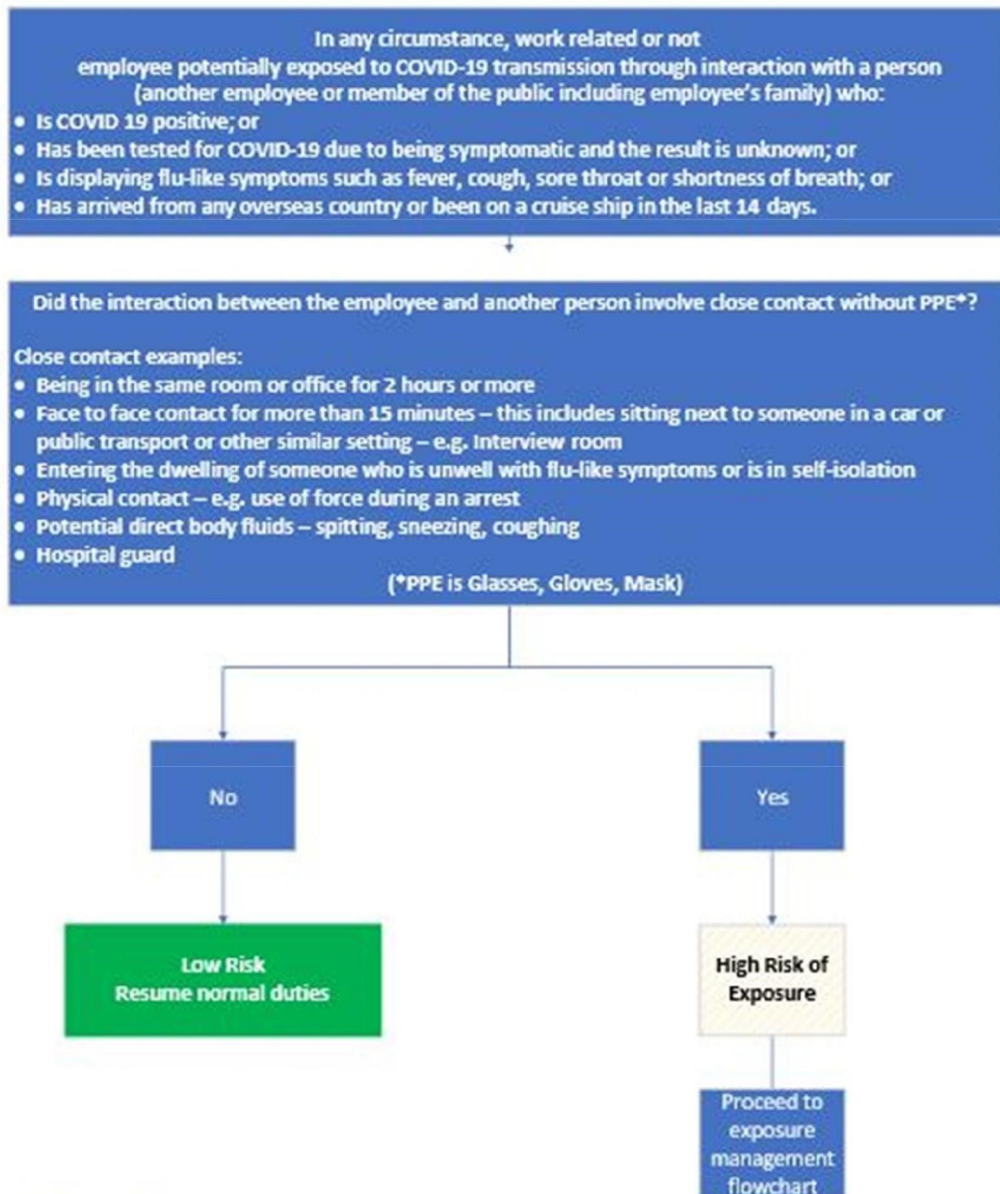 In any circumstance, work related or not
employee potentially exposed to COVID-19 transmission through interaction with a person
(another employee or member of the public including employee's family) who:
• Is COVID 19 positive; or
• Has been tested for COVID-19 due to being symptomatic and the result is unknown; or
• Is displaying flu-like symptoms such as fever, cough, sore throat or shortness of breath; or
• Has arrived from any overseas country or been on a cruise ship in the last 14 days.
Did the interaction between the employee and another person involve close contact without PPE*?
Close contact examples:
• Being in the same room or office for 2 hours or more
• Face to face contact for more than 15 minutes – this includes sitting next to someone in a car or
public transport or other similar setting – e.g. Interview room
• Entering the dwelling of someone who is unwell with flu-like symptoms or is in self-isolation
• Physical contact – e.g. use of force during an arrest
• Potential direct body fluids – spitting, sneezing, coughing
• Hospital guard
(*PPE is Glasses, Gloves, Mask)
No
Yes
Low Risk
Resume normal duties
High Risk of
Exposure
Proceed to
exposure
management
flowchart